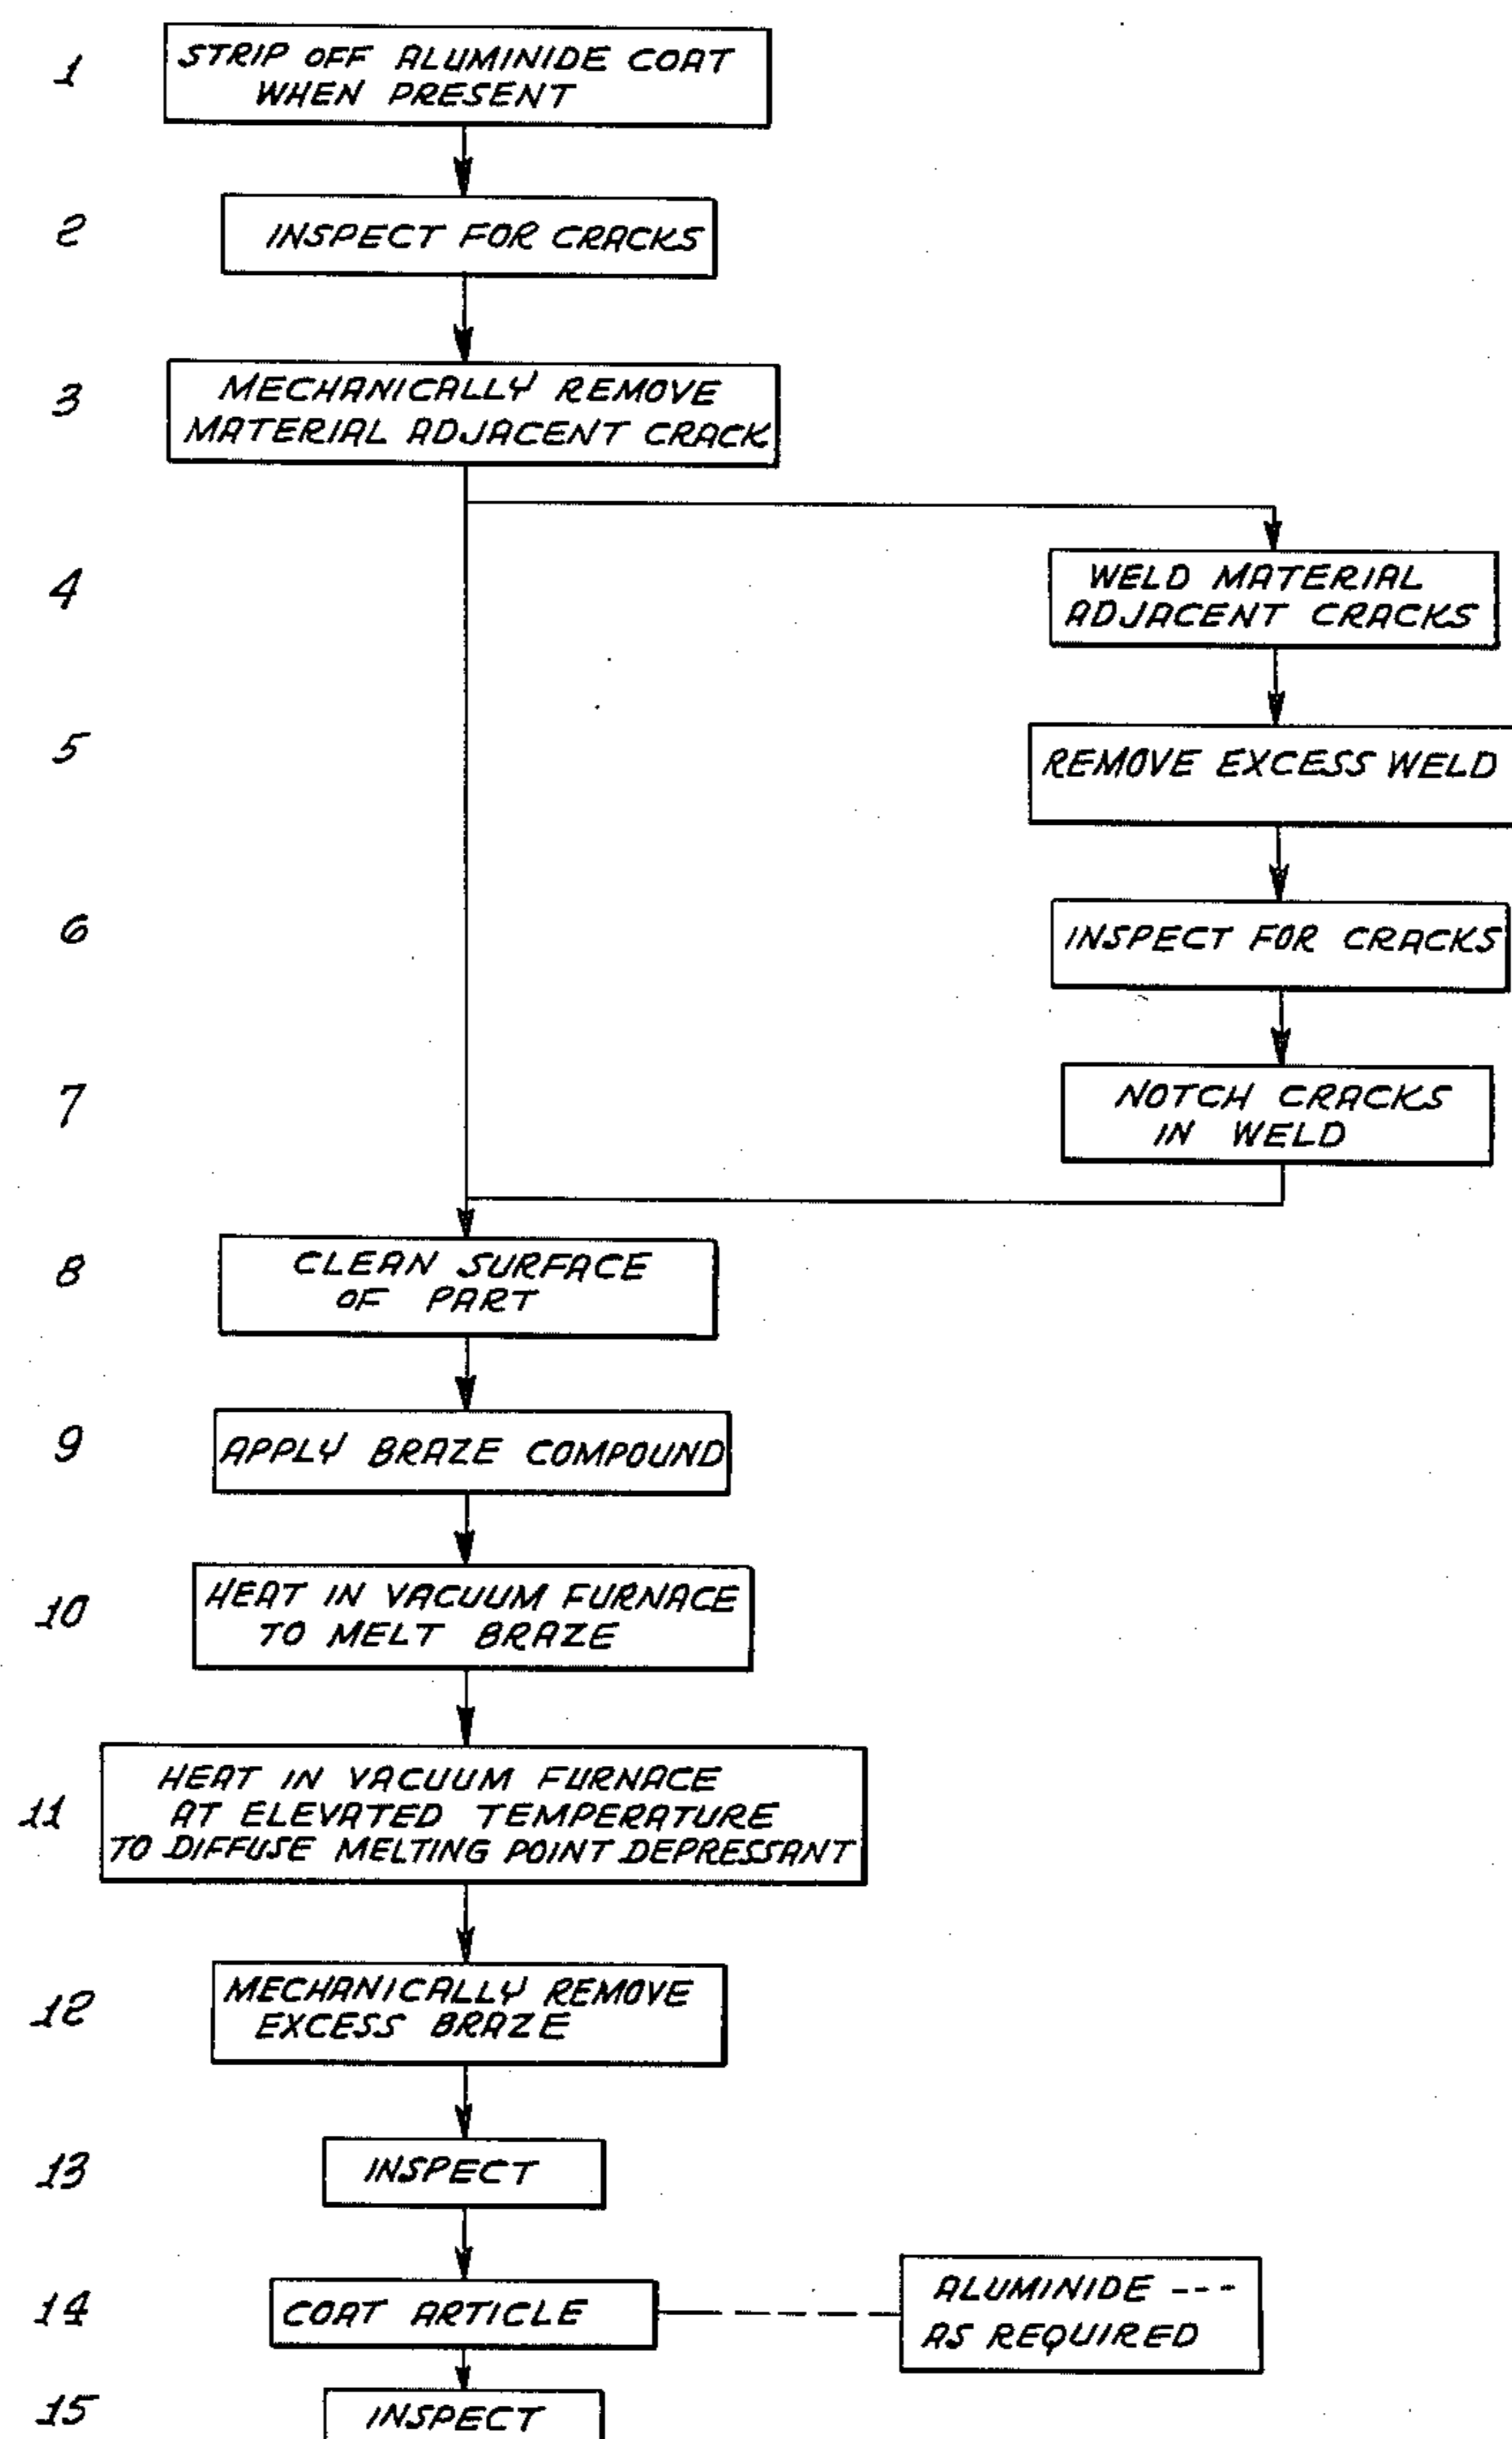 1
STRIP OFF ALUMINIDE COAT
WHEN PRESENT
2
INSPECT FOR CRACKS
3
MECHANICALLY REMOVE
MATERIAL ADJACENT CRACK
4
WELD MATERIAL
ADJACENT CRACKS
5
REMOVE EXCESS WELD
6
INSPECT FOR CRACKS
7
NOTCH CRACKS
IN WELD
8
CLEAN SURFACE
OF PART
9
APPLY BRAZE COMPOUND
10
HEAT IN VACUUM FURNACE
TO MELT BRAZE
11
HEAT IN VACUUM FURNACE
AT ELEVATED TEMPERATURE
TO DIFFUSE MELTING POINT DEPRESSANT
12
MECHANICALLY REMOVE
EXCESS BRAZE
13
INSPECT
14
COAT ARTICLE
ALUMINIDE ---
AS REQUIRED
15
INSPECT